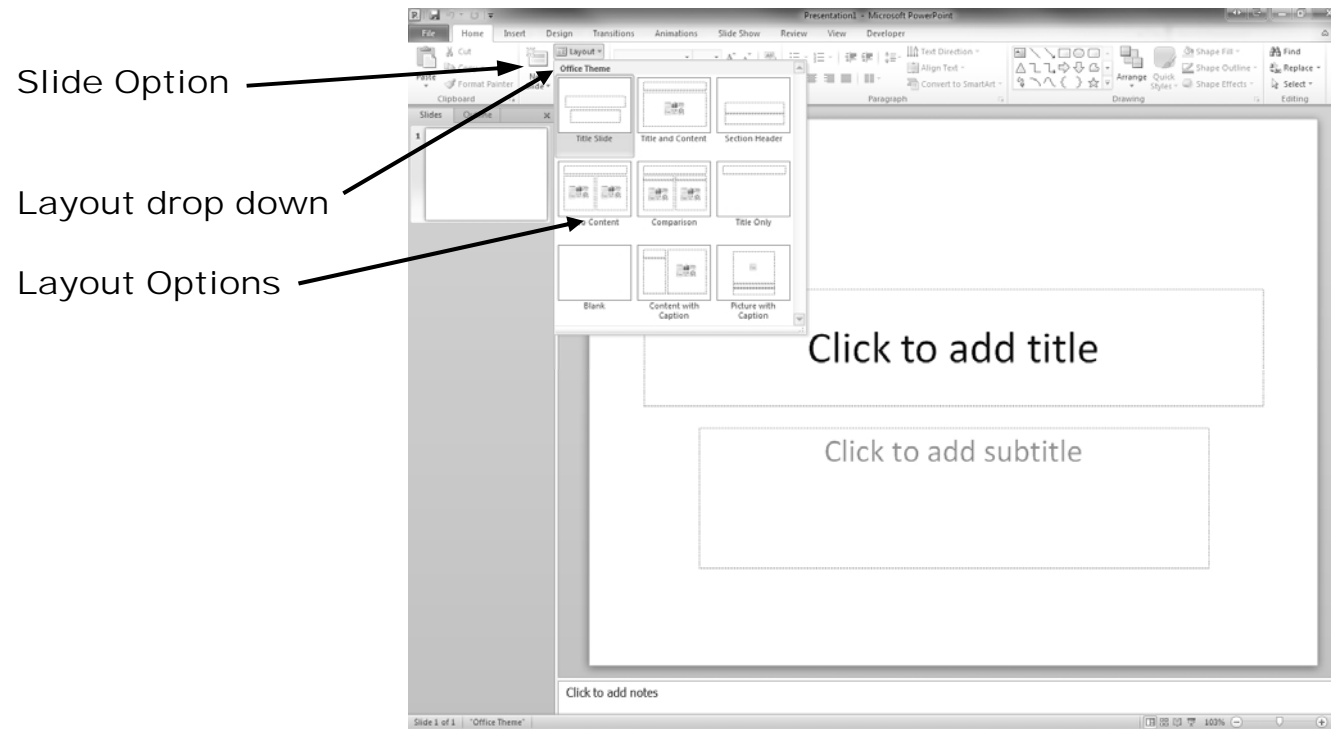 Presentation1 - Microsoft PowerPoint
File Home Insert Design Transitions Animations Slide Show Review View Developer
Cut
Layout
Text Direction
Shape Fill
Find
Slide Option
Align Text
Shape Outline
Replace
Paste
Format Painter
Convert to SmartArt
Arrange
Quick Styles
Shape Effects
Select
Clipboard
Paragraph
Drawing
Editing
Office Theme
Slides
1
Title Slide
Title and Content
Section Header
Layout drop down
Content
Comparison
Title Only
Layout Options
Blank
Content with Caption
Picture with Caption
Click to add title
Click to add subtitle
Click to add notes
Slide 1 of 1
"Office Theme"
103%